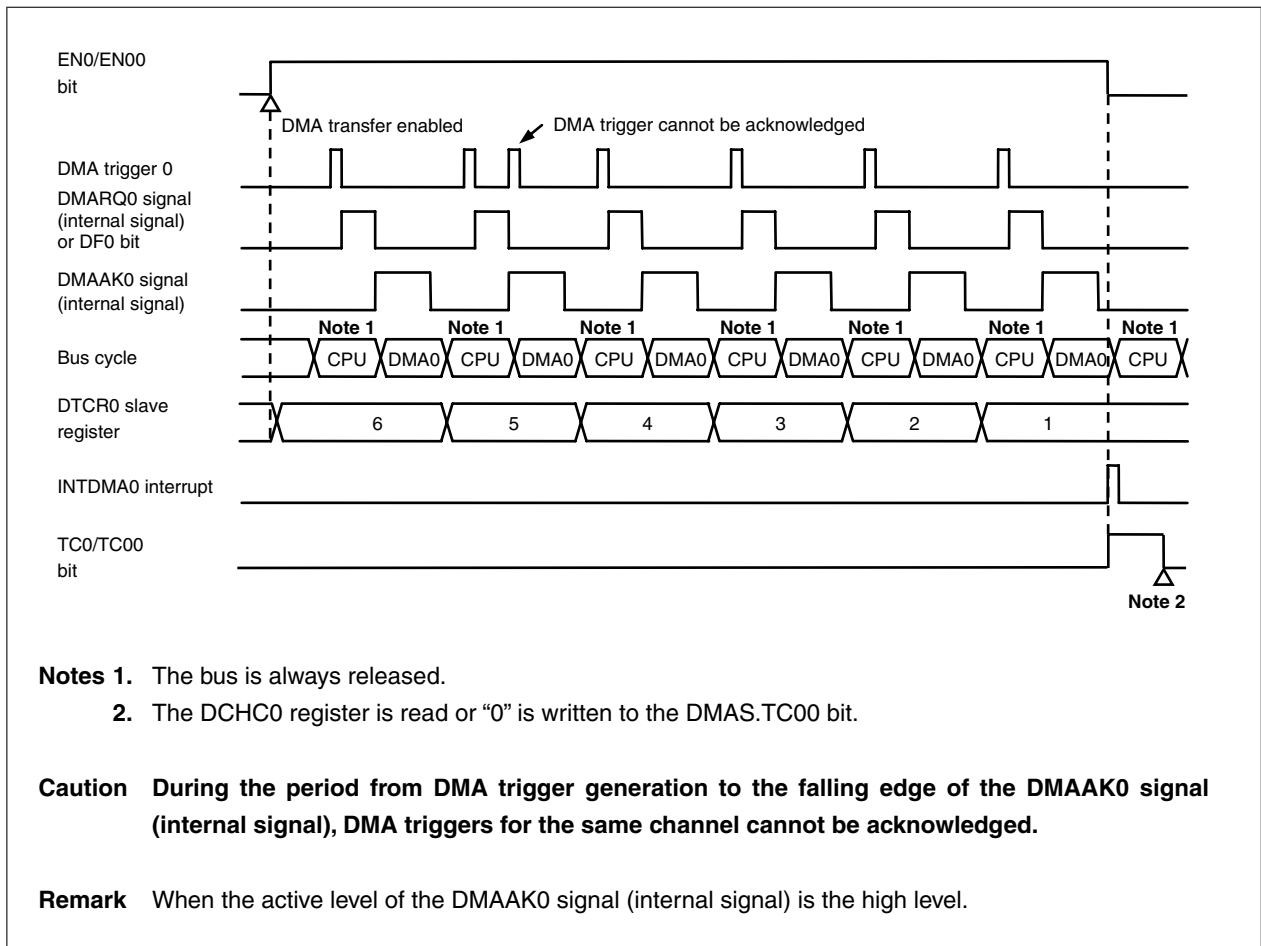 EN0/EN00
bit
DMA transfer enabled
DMA trigger cannot be acknowledged
DMA trigger 0
DMARQ0 signal
(internal signal)
or DF0 bit
DMAAK0 signal
(internal signal)
Note 1 Note 1 Note 1 Note 1 Note 1 Note 1 Note 1
Bus cycle CPU DMA0 CPU DMA0 CPU DMA0 CPU DMA0 CPU DMA0 CPU DMA0 CPU
DTCR0 slave
register
6 5 4 3 2 1
INTDMA0 interrupt
TC0/TC00
bit
Note 2
Notes 1. The bus is always released.
2. The DCHC0 register is read or “0” is written to the DMAS.TC00 bit.
Caution During the period from DMA trigger generation to the falling edge of the DMAAK0 signal
(internal signal), DMA triggers for the same channel cannot be acknowledged.
Remark When the active level of the DMAAK0 signal (internal signal) is the high level.